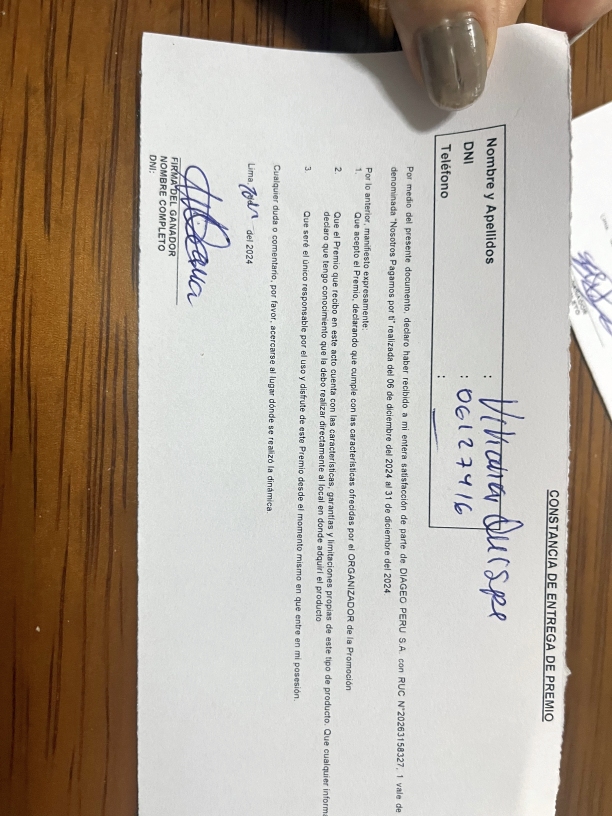 CONSTANCIA DE ENTREGA DE PREMIO
Nombre y Apellidos : Quispe
DNI : 06127416
Teléfono : —
Por medio del presente documento, declaro haber recibido a mi entera satisfacción de parte de DIAGEO PERU S.A. con RUC N°20263158327, 1 vale de
denominada "Nosotros Pagamos por ti" realizada del 06 de diciembre del 2024 al 31 de diciembre del 2024.
Por lo anterior, manifiesto expresamente:
1. Que acepto el Premio, declarando que cumple con las características ofrecidas por el ORGANIZADOR de la Promoción
2. Que el Premio que recibo en este acto cuenta con las características, garantías y limitaciones propias de este tipo de producto. Que cualquier informa
declaro que tengo conocimiento que la debo realizar directamente al local en donde adquirí el producto
3. Que seré el único responsable por el uso y disfrute de este Premio desde el momento mismo en que entre en mi posesión.
Cualquier duda o comentario, por favor, acercarse al lugar dónde se realizó la dinámica.
Lima, del 2024
FIRMA DEL GANADOR
NOMBRE COMPLETO
DNI: